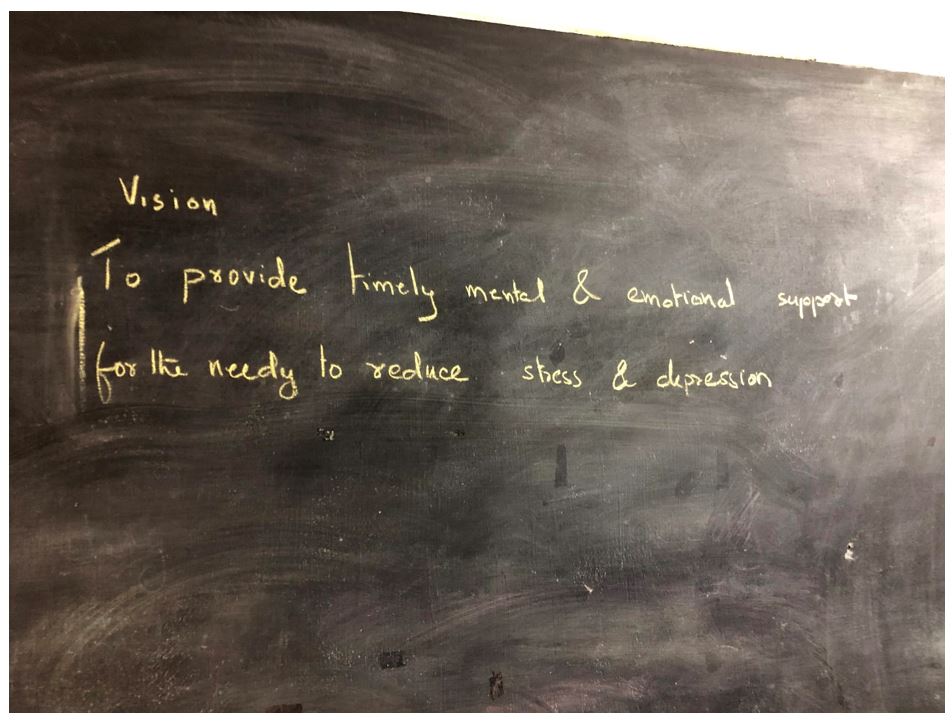 Vision
To provide timely mental & emotional support
for the needy to reduce stress & depression